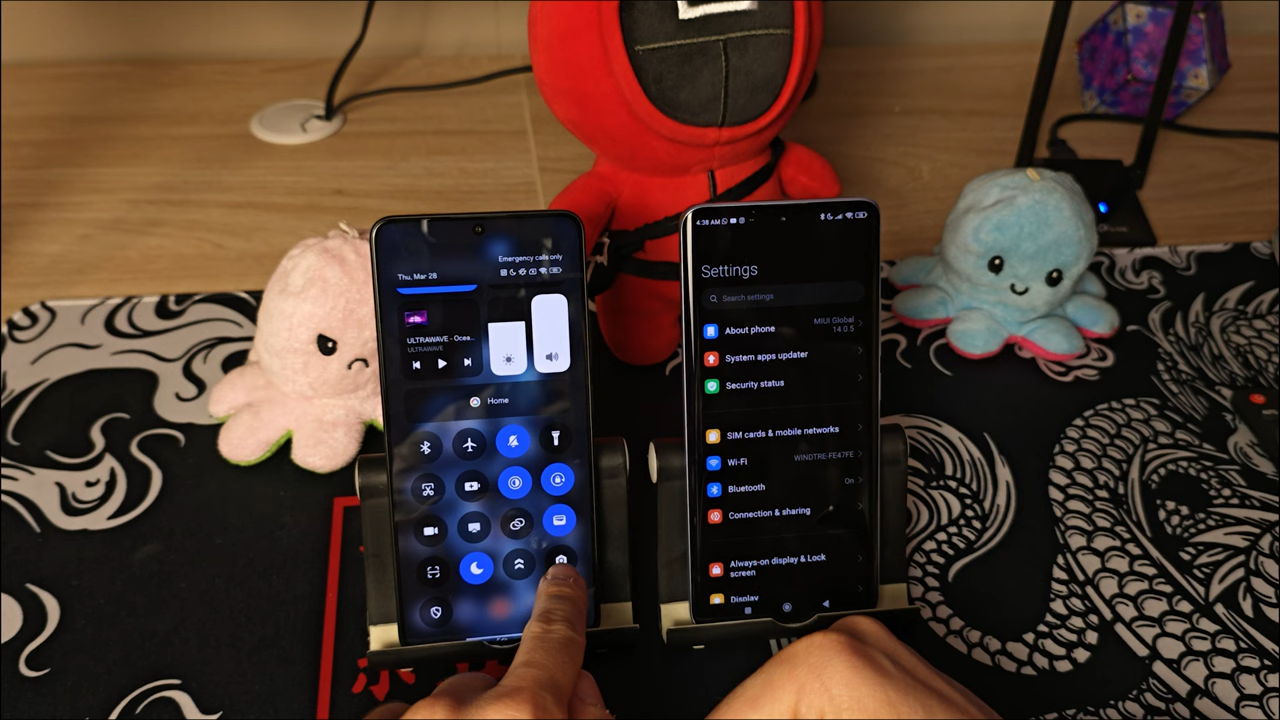 Emergency calls only
Thu, Mar 28
ULTRAWAVE - Ocea...
ULTRAWAVE
Home
4:38 AM
Settings
Search settings
About phone
MIUI Global
14.0.5
System apps updater
Security status
SIM cards & mobile networks
Wi-Fi
WINDTRE-FE47FE
Bluetooth
On
Connection & sharing
Always-on display & Lock
screen
Display